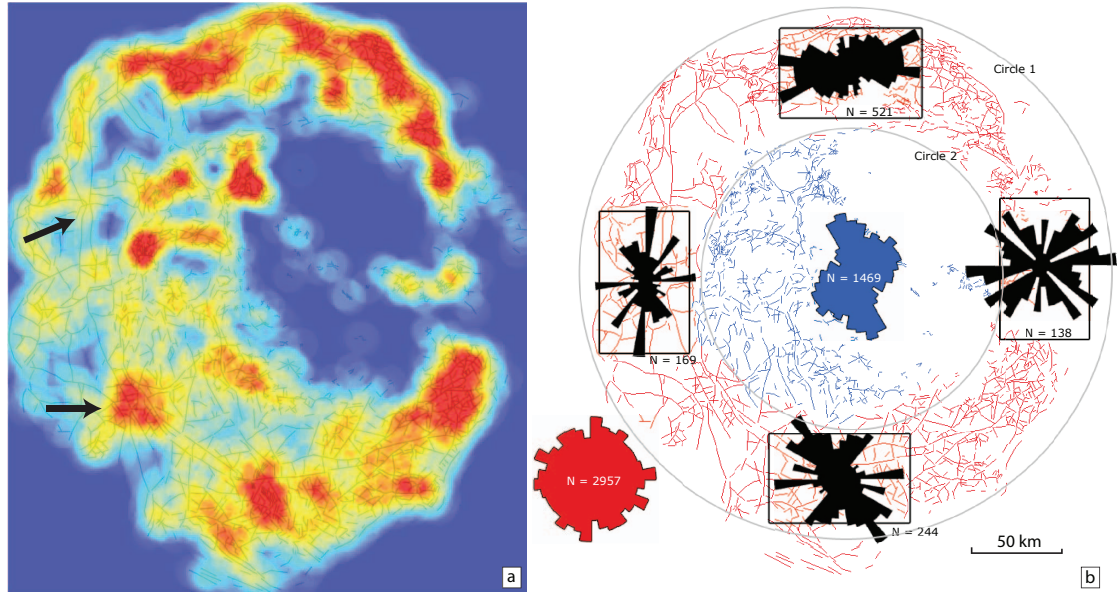 Circle 1
N = 521
Circle 2
N = 1469
N = 138
N = 169
N = 2957
N = 244
50 km
a
b